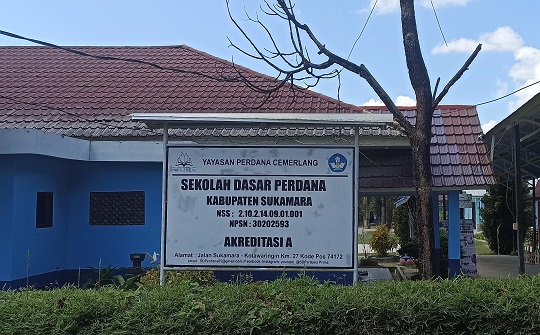 YAYASAN PERDANA CEMERLANG
SEKOLAH DASAR PERDANA
KABUPATEN SUKAMARA
NSS : 2.10.2.14.09.01.001
NPSN : 30202593
AKREDITASI A
Alamat : Jalan Sukamara - Kotawaringin Km. 27 Kode Pos 74172